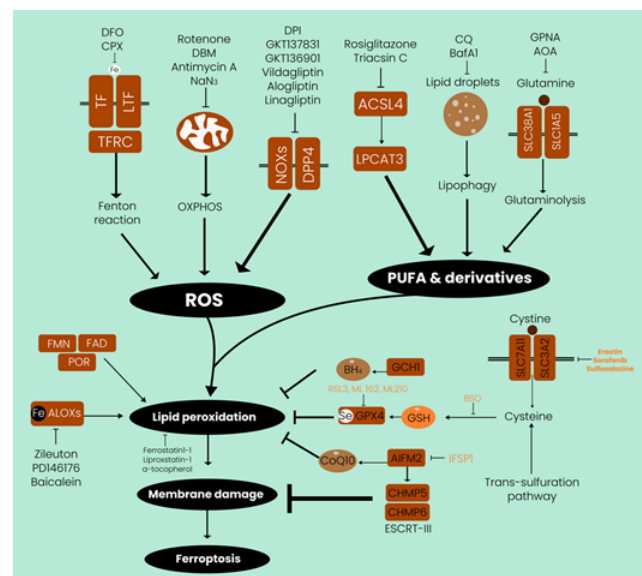 DFO
CPX
Fe
TF
LTF
TFRC
Fenton
reaction
Rotenone
DBM
Antimycin A
NaN₃
OXPHOS
DPI
GKT137831
GKT136901
Vildagliptin
Alogliptin
Linagliptin
NOXs
DPP4
Rosiglitazone
Triacsin C
ACSL4
LPCAT3
CQ
BafA1
Lipid droplets
Lipophagy
GPNA
AOA
Glutamine
SLC38A1
SLC1A5
Glutaminolysis
ROS
PUFA & derivatives
FMN
FAD
POR
Fe ALOXs
Zileuton
PD146176
Baicalein
Lipid peroxidation
Ferrostatin1-1
Liproxstatin-1
α-tocopherol
Membrane damage
Ferroptosis
BH₄
GCH1
RSL3, ML 162, ML210
Se GPX4
GSH
BSO
CoQ10
AIFM2
iFSP1
CHMP5
CHMP6
ESCRT-III
Cystine
SLC7A11
SLC3A2
Erastin
Sorafenib
Sulfasalazine
Cysteine
Trans-sulfuration
pathway